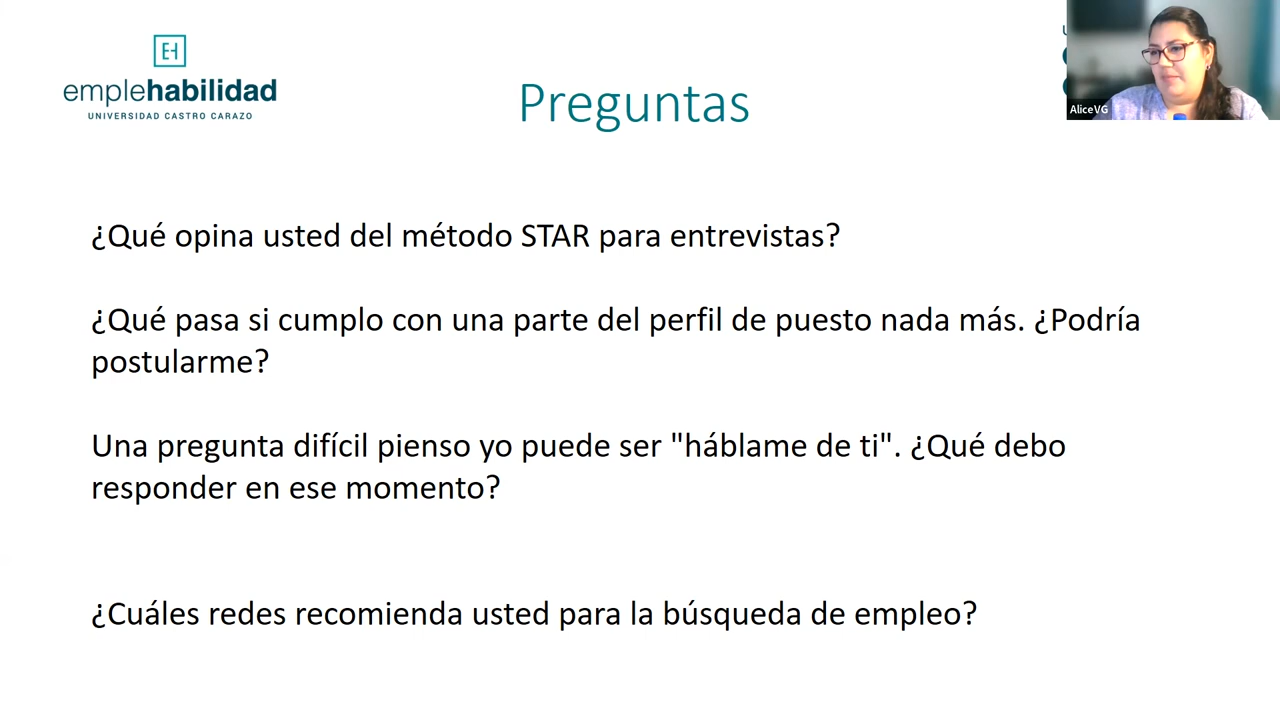 EH
emplehabilidad
UNIVERSIDAD CASTRO CARAZO
Preguntas
AliceVG
¿Qué opina usted del método STAR para entrevistas?
¿Qué pasa si cumplo con una parte del perfil de puesto nada más. ¿Podría
postularme?
Una pregunta difícil pienso yo puede ser "háblame de ti". ¿Qué debo
responder en ese momento?
¿Cuáles redes recomienda usted para la búsqueda de empleo?